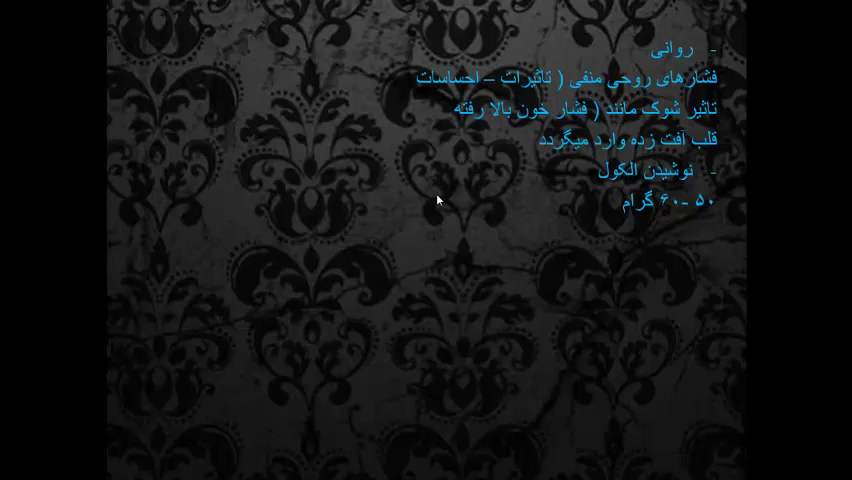 - روانی
فشارهای روحی منفی ( تاثیرات – احساسات
تاثیر شوک مانند ( فشار خون بالا رفته
قلب آفت زده وارد میگردد
- نوشیدن الکول
۵۰ -۶۰ گرام